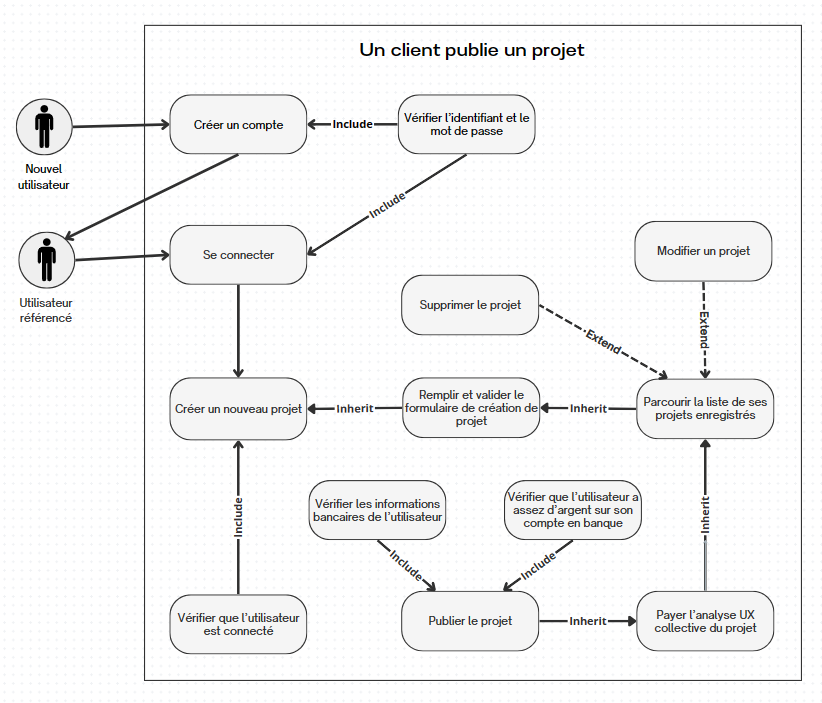 Un client publie un projet
Nouvel
utilisateur
Créer un compte
Include
Vérifier l'identifiant et le
mot de passe
Include
Utilisateur
référencé
Se connecter
Modifier un projet
Supprimer le projet
Extend
Extend
Créer un nouveau projet
Inherit
Remplir et valider le
formulaire de création de
projet
Inherit
Parcourir la liste de ses
projets enregistrés
Include
Vérifier les informations
bancaires de l'utilisateur
Vérifier que l'utilisateur a
assez d'argent sur son
compte en banque
Inherit
Include
Include
Vérifier que l'utilisateur
est connecté
Publier le projet
Inherit
Payer l'analyse UX
collective du projet